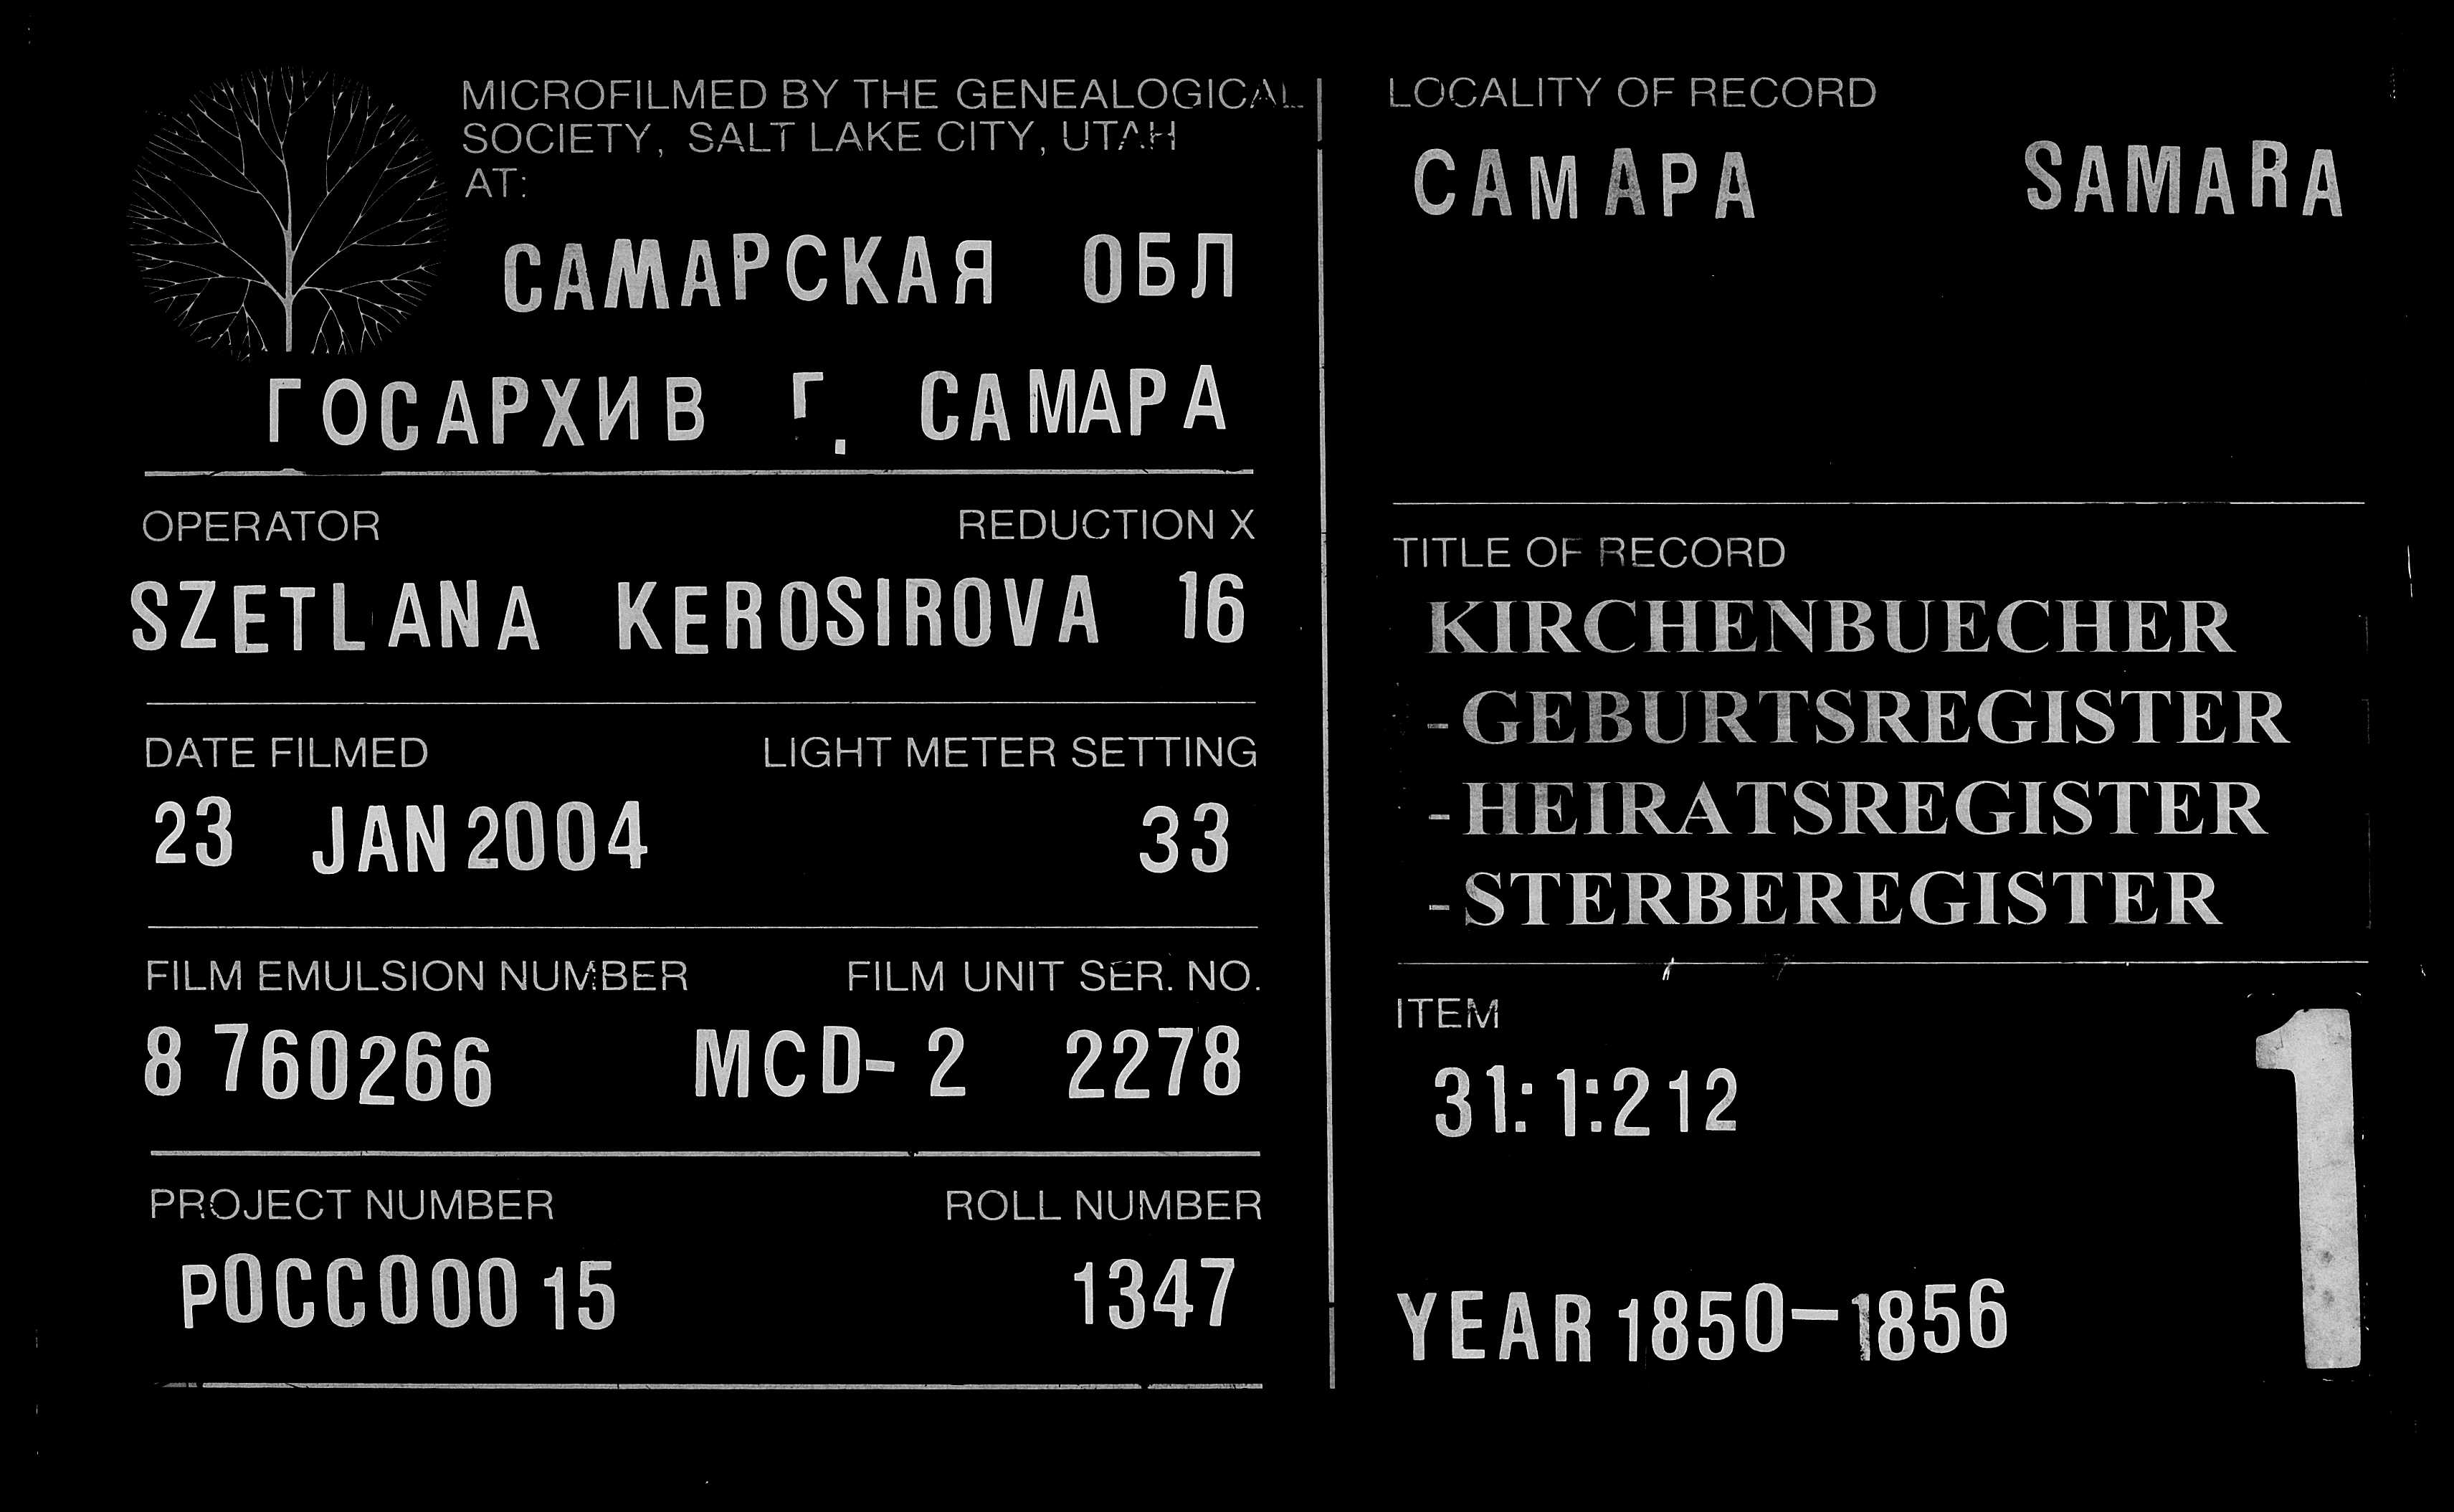 MICROFILMED BY THE GENEALOGICAL
SOCIETY, SALT LAKE CITY, UTAH
AT:
САМАРСКАЯ ОБЛ
ГОСАРХИВ Г. САМАРА
OPERATOR REDUCTION X
SZETLANA KEROSIROVA 16
DATE FILMED LIGHT METER SETTING
23 JAN 2004 33
FILM EMULSION NUMBER FILM UNIT SER. NO.
8 760266 MCD-2 2278
PROJECT NUMBER ROLL NUMBER
РОСС000 15 1347
LOCALITY OF RECORD
САМАРА SAMARA
TITLE OF RECORD
KIRCHENBUECHER
-GEBURTSREGISTER
-HEIRATSREGISTER
-STERBEREGISTER
ITEM
31:1:212
1
YEAR 1850-1856